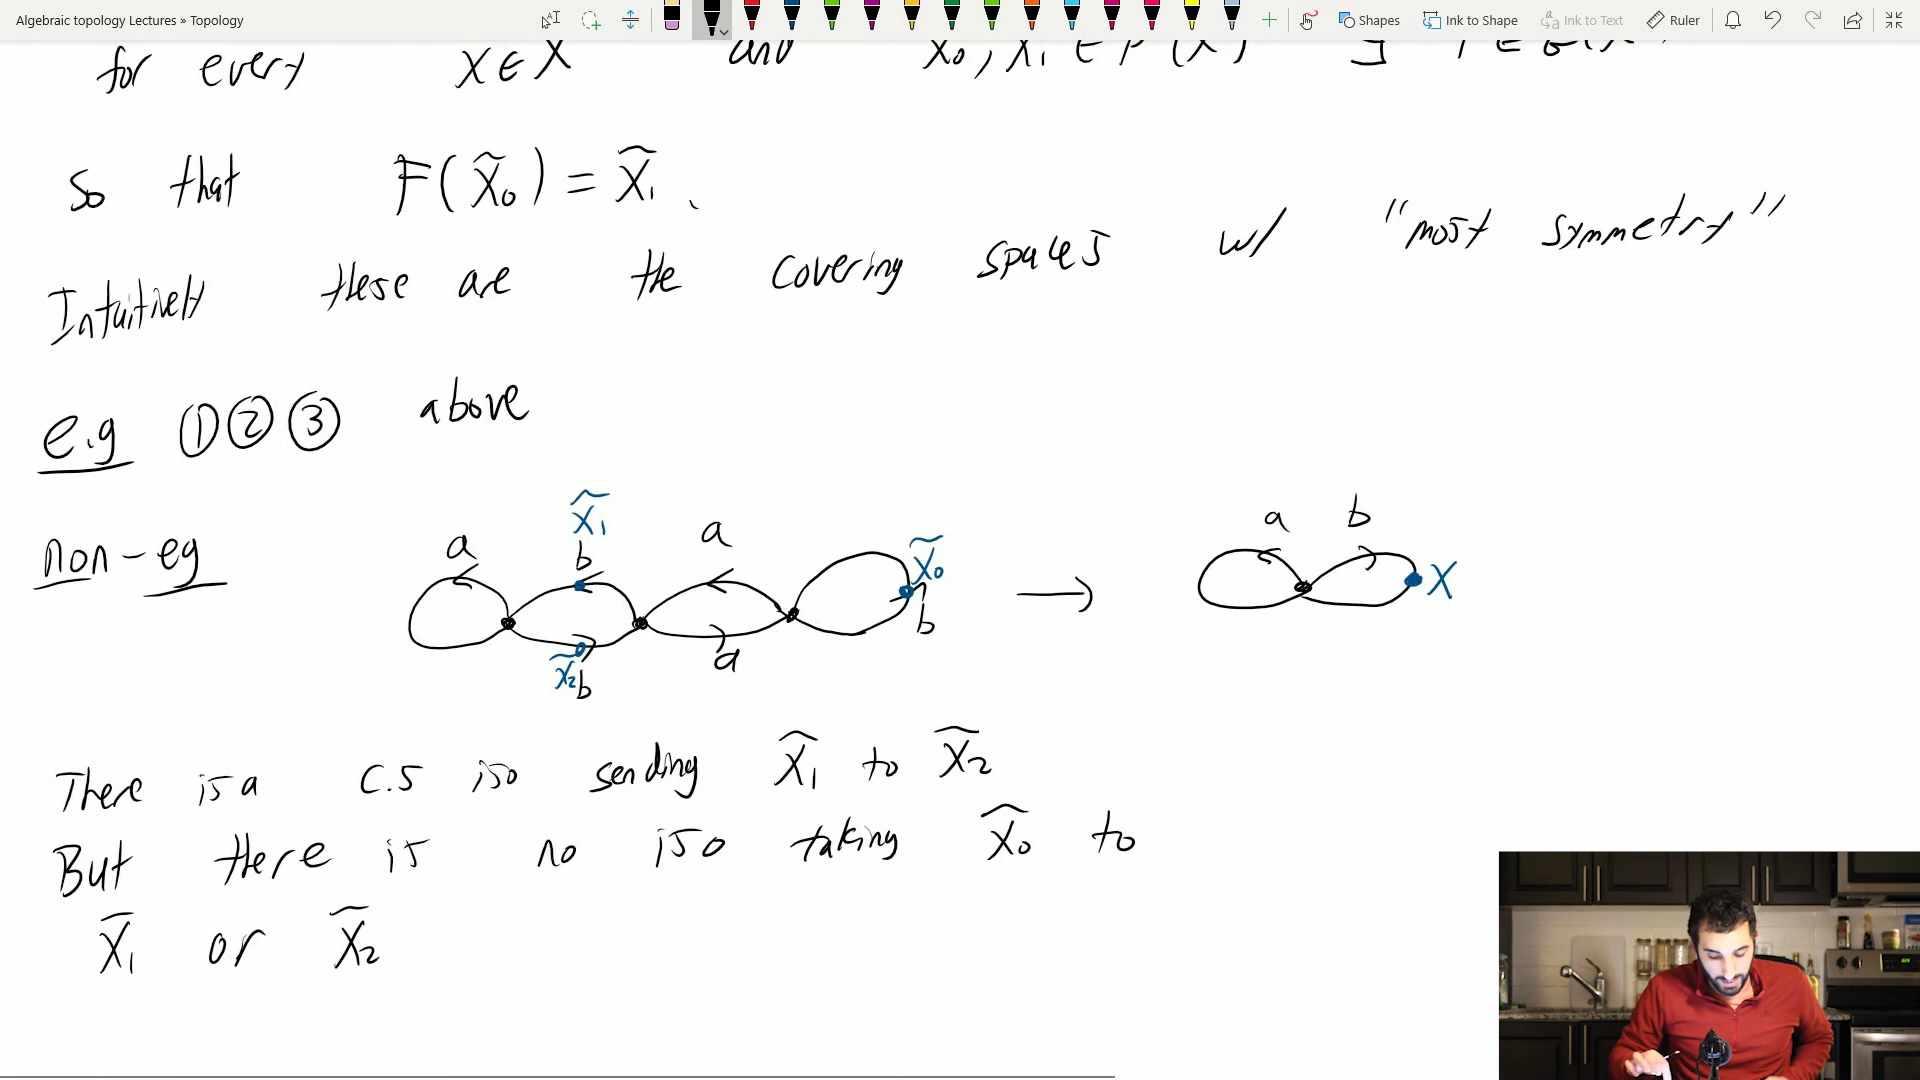 Algebraic topology Lectures » Topology
Shapes
Ink to Shape
Ink to Text
Ruler
for every x ∈ X and
So that F(x̃₀) = x̃₁.
Intuitively these are the covering spaces w/ "most symmetry"
e.g ① ② ③ above
non-eg
a x̃₁ b a x̃₀ b → a b x
x̃₂ b a
There is a C.S iso sending x̃₁ to x̃₂
But there is no iso taking x̃₀ to
x̃₁ or x̃₂